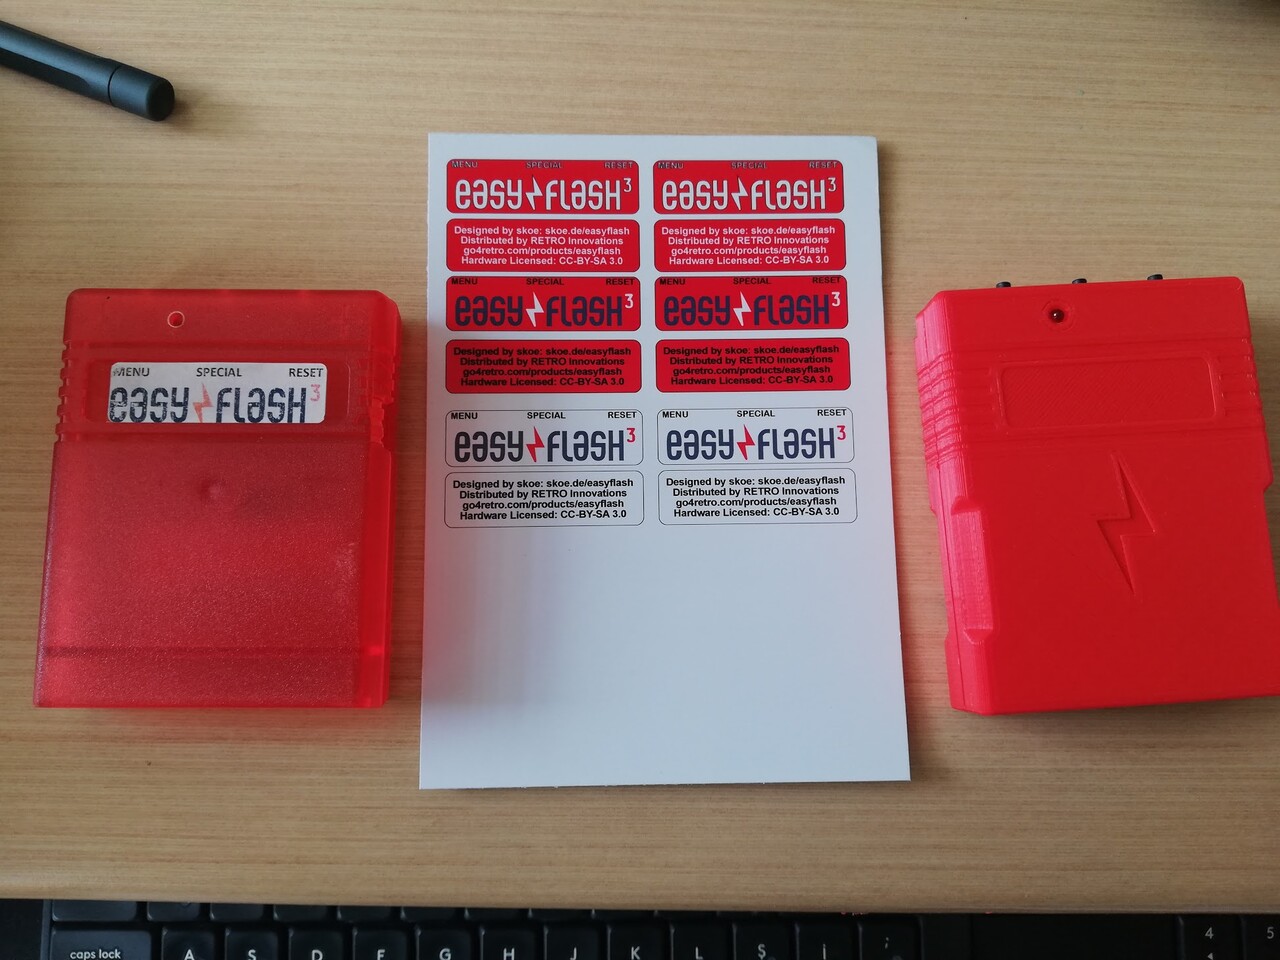 MENU SPECIAL RESET
easy flash 3
MENU SPECIAL RESET
easy flash 3
Designed by skoe: skoe.de/easyflash
Distributed by RETRO Innovations
go4retro.com/products/easyflash
Hardware Licensed: CC-BY-SA 3.0
MENU SPECIAL RESET
easy flash 3
Designed by skoe: skoe.de/easyflash
Distributed by RETRO Innovations
go4retro.com/products/easyflash
Hardware Licensed: CC-BY-SA 3.0
MENU SPECIAL RESET
easy flash 3
Designed by skoe: skoe.de/easyflash
Distributed by RETRO Innovations
go4retro.com/products/easyflash
Hardware Licensed: CC-BY-SA 3.0
MENU SPECIAL RESET
easy flash 3
Designed by skoe: skoe.de/easyflash
Distributed by RETRO Innovations
go4retro.com/products/easyflash
Hardware Licensed: CC-BY-SA 3.0
MENU SPECIAL RESET
easy flash 3
Designed by skoe: skoe.de/easyflash
Distributed by RETRO Innovations
go4retro.com/products/easyflash
Hardware Licensed: CC-BY-SA 3.0
MENU SPECIAL RESET
easy flash 3
Designed by skoe: skoe.de/easyflash
Distributed by RETRO Innovations
go4retro.com/products/easyflash
Hardware Licensed: CC-BY-SA 3.0
caps lock A S D F G H J K L Ş İ ; 4 5